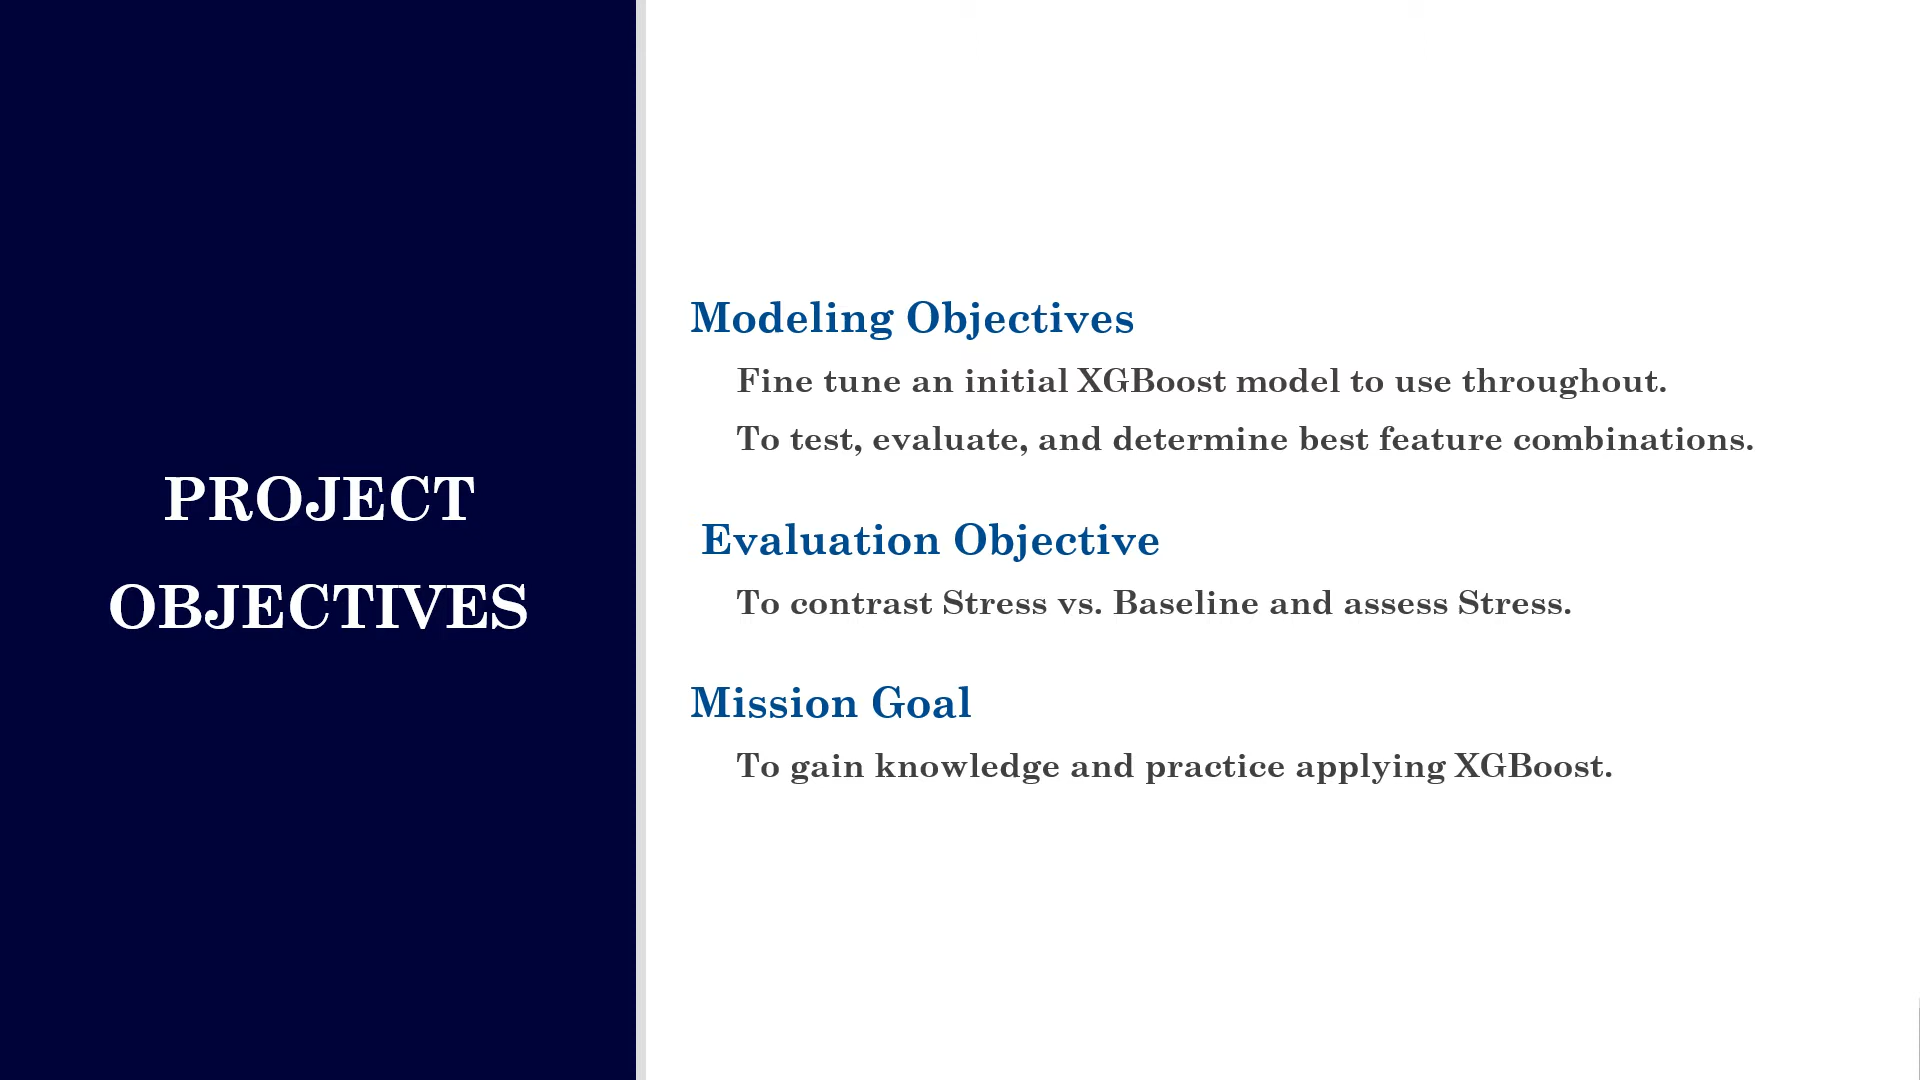 PROJECT
OBJECTIVES
Modeling Objectives
Fine tune an initial XGBoost model to use throughout.
To test, evaluate, and determine best feature combinations.
Evaluation Objective
To contrast Stress vs. Baseline and assess Stress.
Mission Goal
To gain knowledge and practice applying XGBoost.